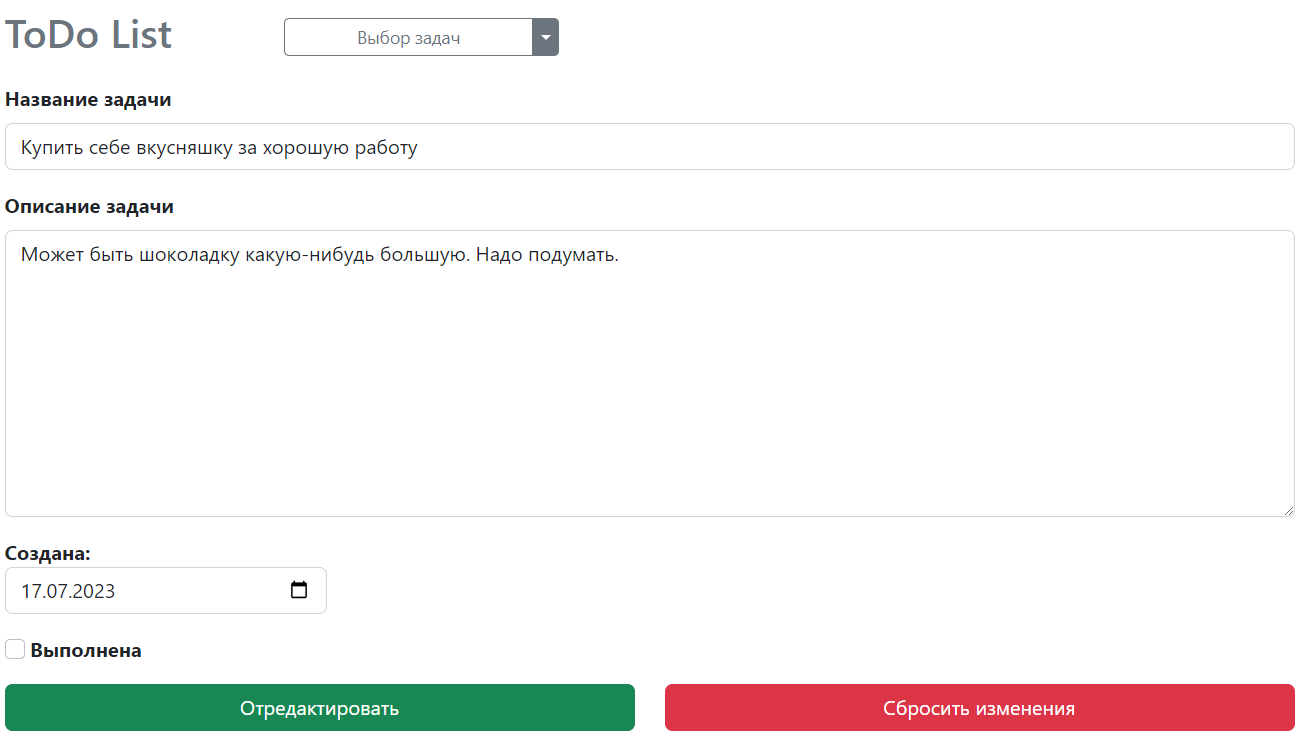 ToDo List
Выбор задач
Название задачи
Купить себе вкусняшку за хорошую работу
Описание задачи
Может быть шоколадку какую-нибудь большую. Надо подумать.
Создана:
17.07.2023
Выполнена
Отредактировать
Сбросить изменения